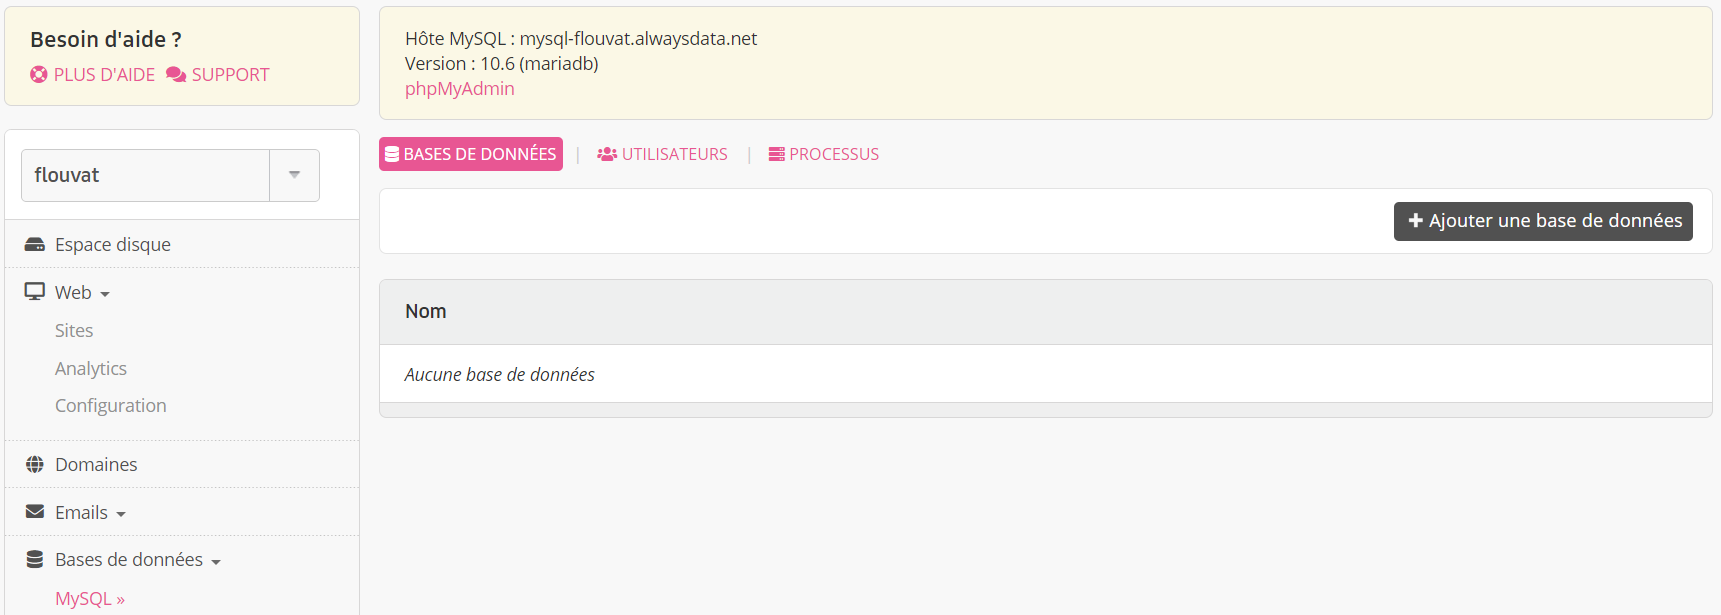 Besoin d'aide ?
PLUS D'AIDE SUPPORT
flouvat
Espace disque
Web
Sites
Analytics
Configuration
Domaines
Emails
Bases de données
MySQL »
Hôte MySQL : mysql-flouvat.alwaysdata.net
Version : 10.6 (mariadb)
phpMyAdmin
BASES DE DONNÉES | UTILISATEURS | PROCESSUS
+ Ajouter une base de données
Nom
Aucune base de données